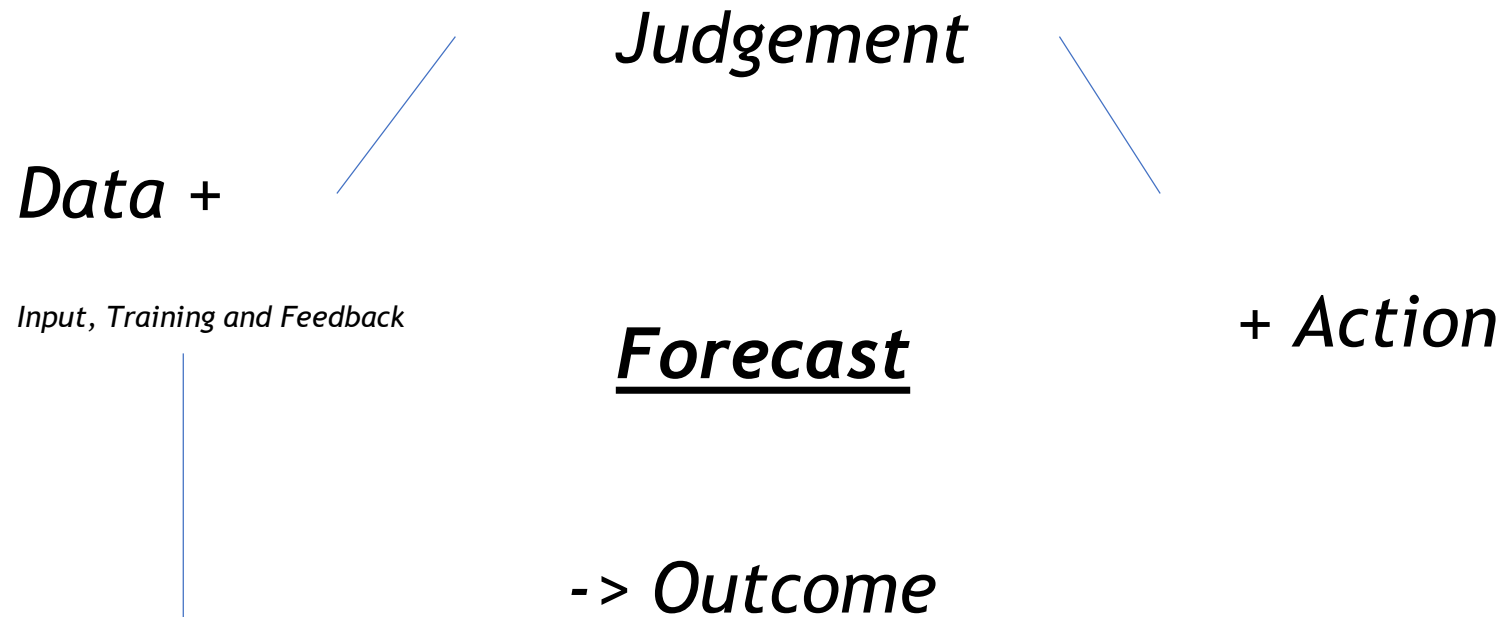 Judgement
Data +
Input, Training and Feedback
+ Action
Forecast
-> Outcome